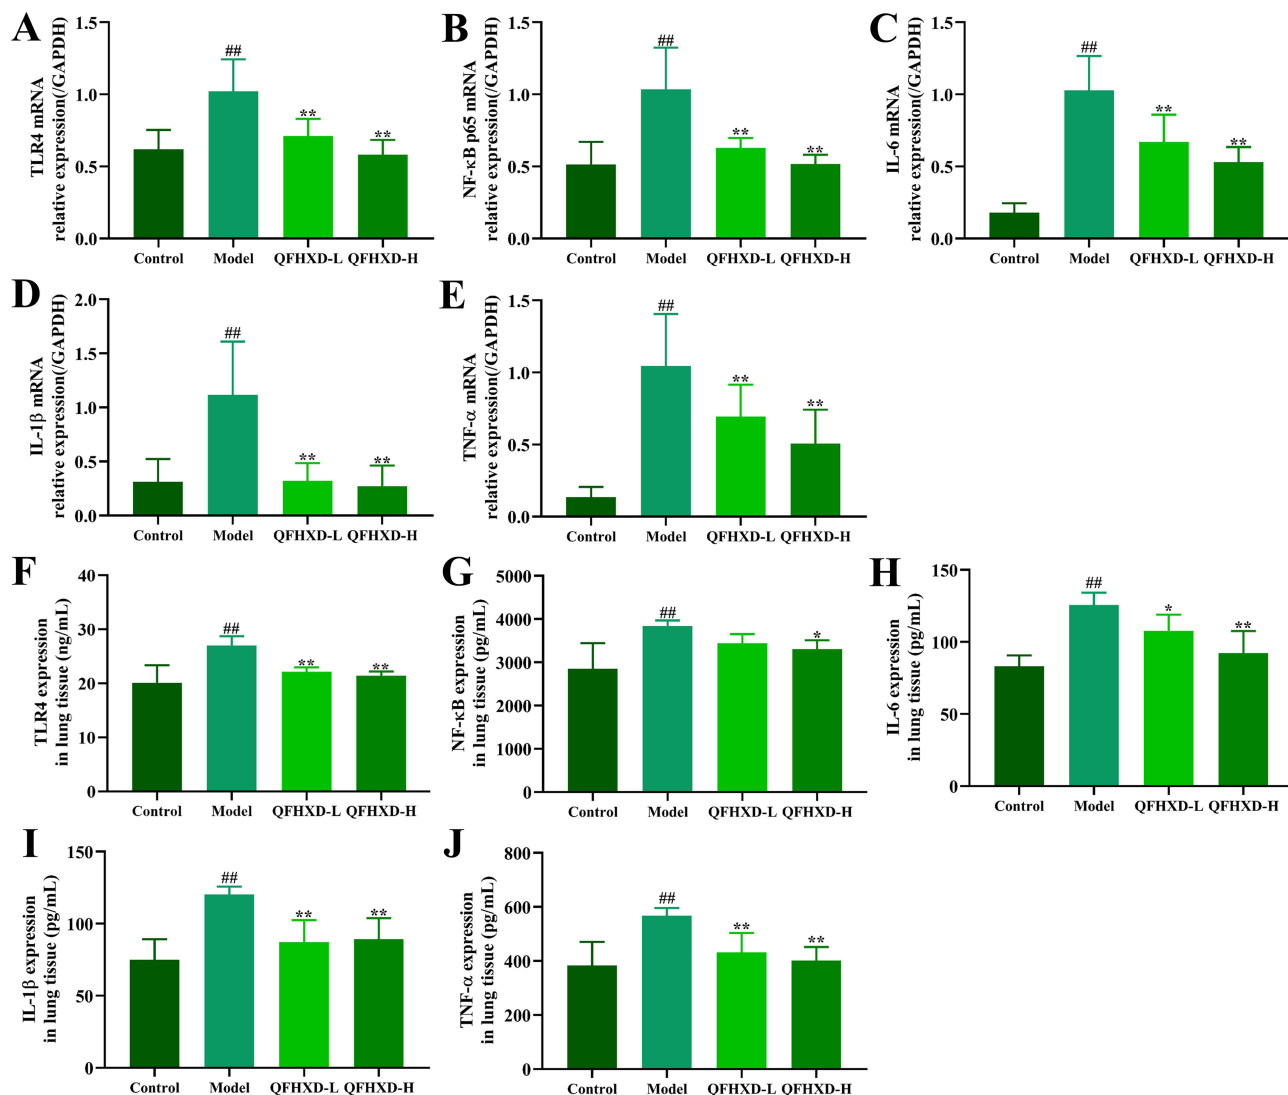 A
TLR4 mRNA
relative expression(/GAPDH)
1.5
1.0
0.5
0.0
##
**
**
Control
Model
QFHXD-L
QFHXD-H
B
NF-κB p65 mRNA
relative expression(/GAPDH)
1.5
1.0
0.5
0.0
##
**
**
Control
Model
QFHXD-L
QFHXD-H
C
IL-6 mRNA
relative expression(/GAPDH)
1.5
1.0
0.5
0.0
##
**
**
Control
Model
QFHXD-L
QFHXD-H
D
IL-1β mRNA
relative expression(/GAPDH)
2.0
1.5
1.0
0.5
0.0
##
**
**
Control
Model
QFHXD-L
QFHXD-H
E
TNF-α mRNA
relative expression(/GAPDH)
1.5
1.0
0.5
0.0
##
**
**
Control
Model
QFHXD-L
QFHXD-H
F
TLR4 expression
in lung tissue (ng/mL)
40
30
20
10
0
##
**
**
Control
Model
QFHXD-L
QFHXD-H
G
NF-κB expression
in lung tissue (pg/mL)
5000
4000
3000
2000
1000
0
##
*
Control
Model
QFHXD-L
QFHXD-H
H
IL-6 expression
in lung tissue (pg/mL)
150
100
50
0
##
*
**
Control
Model
QFHXD-L
QFHXD-H
I
IL-1β expression
in lung tissue (pg/mL)
150
100
50
0
##
**
**
Control
Model
QFHXD-L
QFHXD-H
J
TNF-α expression
in lung tissue (pg/mL)
800
600
400
200
0
##
**
**
Control
Model
QFHXD-L
QFHXD-H